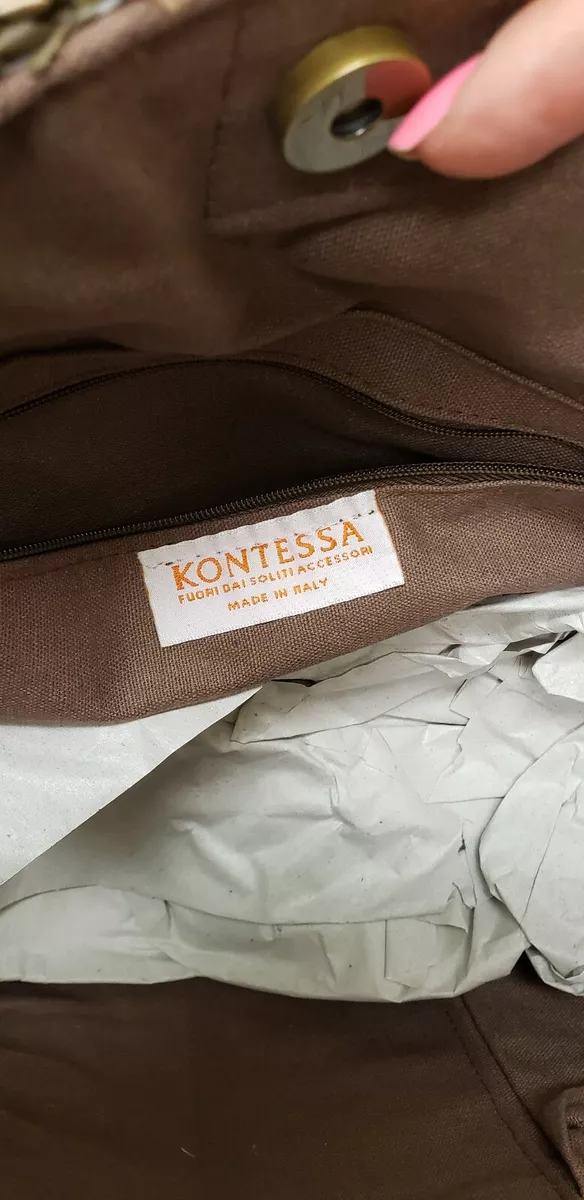 KONTESSA
FUORI DAI SOLITI ACCESSORI
MADE IN ITALY